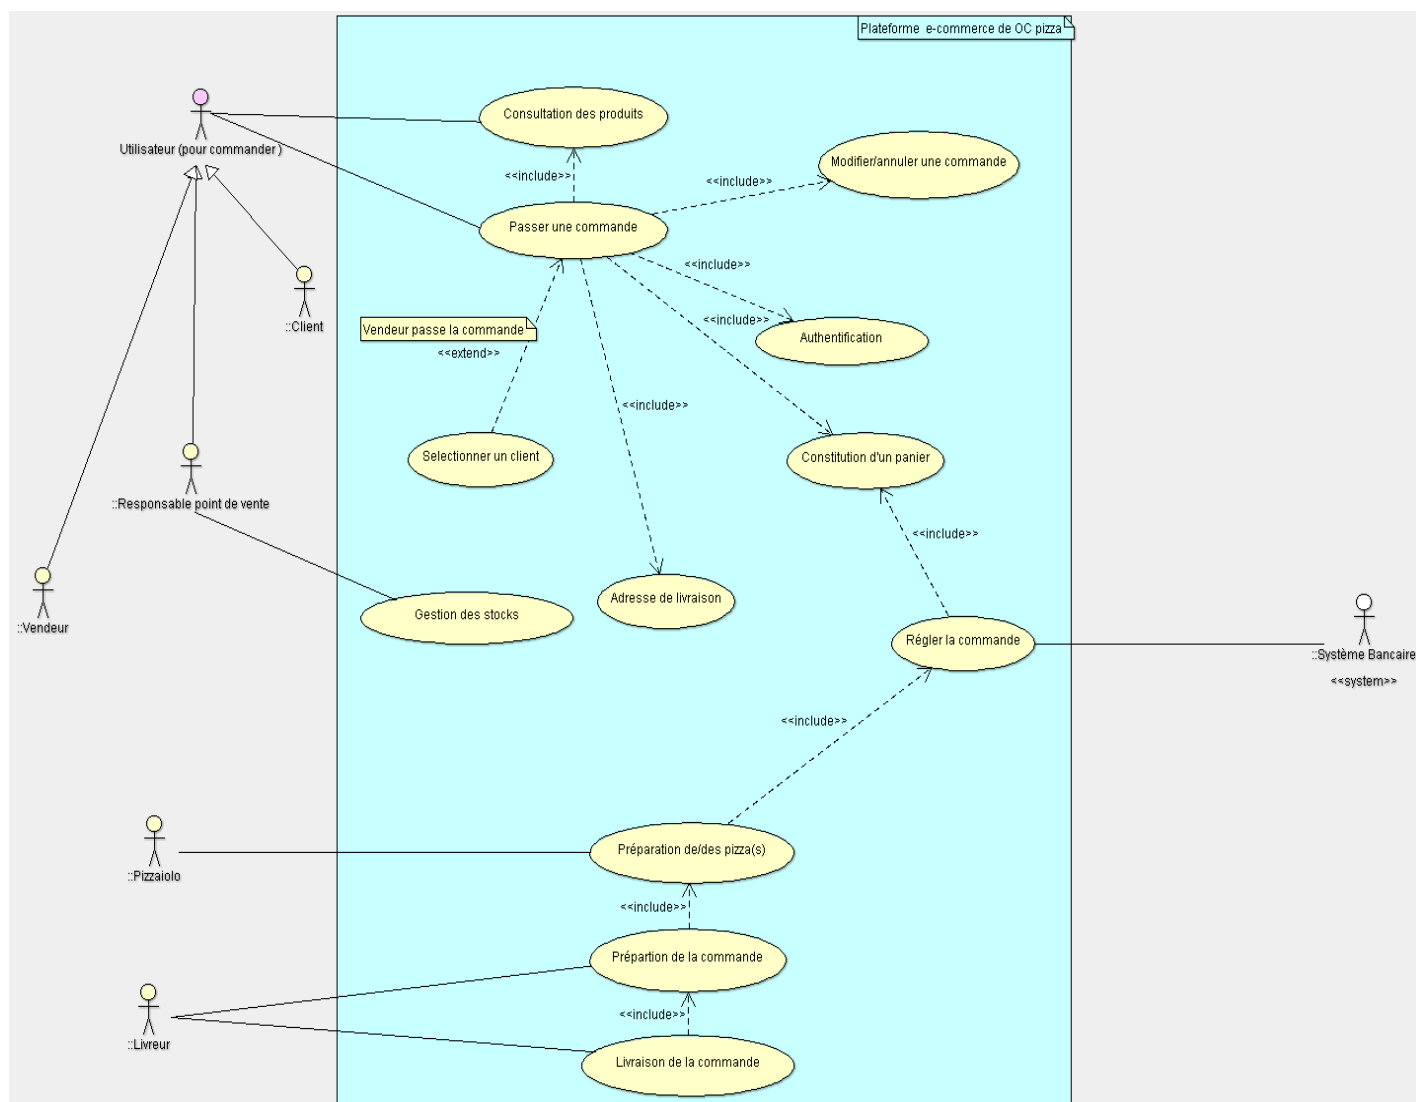 Plateforme e-commerce de OC pizza
Consultation des produits
Utilisateur (pour commander )
Modifier/annuler une commande
<<include>>
<<include>>
Passer une commande
<<include>>
<<include>>
::Client
Vendeur passe la commande
Authentification
<<extend>>
<<include>>
Selectionner un client
Constitution d'un panier
::Responsable point de vente
<<include>>
Adresse de livraison
Gestion des stocks
::Vendeur
Régler la commande
::Système Bancaire
<<system>>
<<include>>
Préparation de/des pizza(s)
::Pizzaiolo
<<include>>
Prépartion de la commande
<<include>>
::Livreur
Livraison de la commande